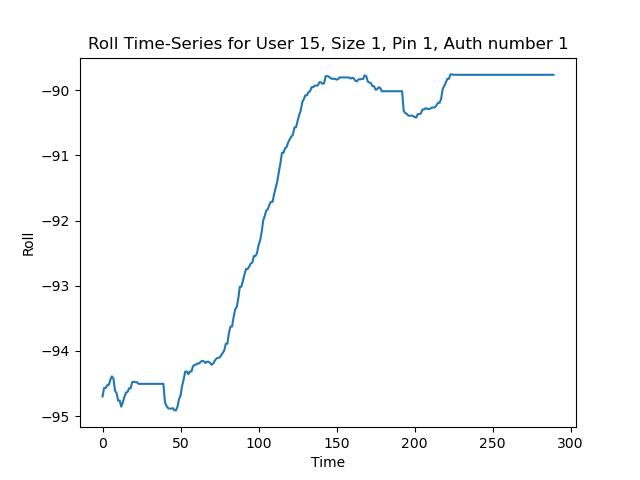 Roll Time-Series for User 15, Size 1, Pin 1, Auth number 1
Roll
−90
−91
−92
−93
−94
−95
0 50 100 150 200 250 300
Time